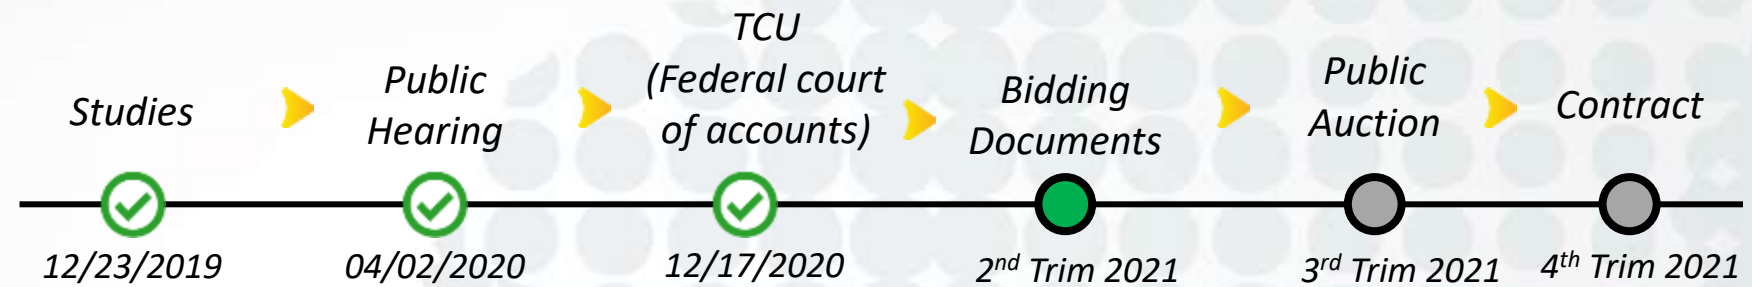 Studies
Public
Hearing
TCU
(Federal court
of accounts)
Bidding
Documents
Public
Auction
Contract
12/23/2019
04/02/2020
12/17/2020
2nd Trim 2021
3rd Trim 2021
4th Trim 2021